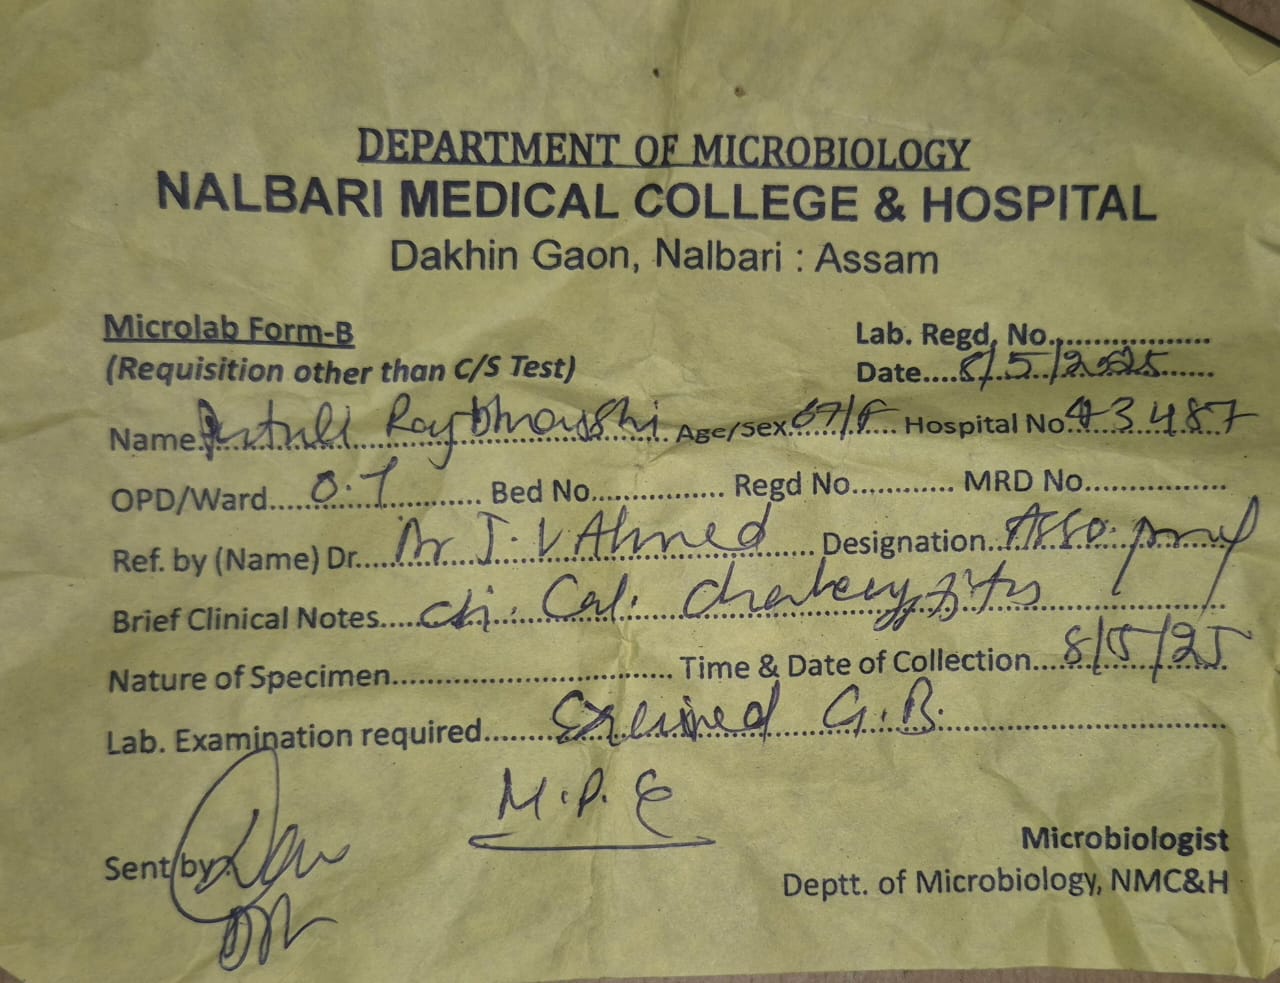 DEPARTMENT OF MICROBIOLOGY
NALBARI MEDICAL COLLEGE & HOSPITAL
Dakhin Gaon, Nalbari : Assam
Microlab Form-B
Lab. Regd, No..................
(Requisition other than C/S Test)
Date....8/5/2025......
Name........ Age/Sex.67/F... Hospital No.43487
OPD/Ward....O.T......... Bed No............... Regd No............ MRD No................
Ref. by (Name) Dr....Dr J. Ahmed...... Designation..Asso. prof
Brief Clinical Notes....Ch. Cal.
Nature of Specimen.............................. Time & Date of Collection....8/5/25
Lab. Examination required........ G.B.
M.P.
Sent by
Microbiologist
Deptt. of Microbiology, NMC&H